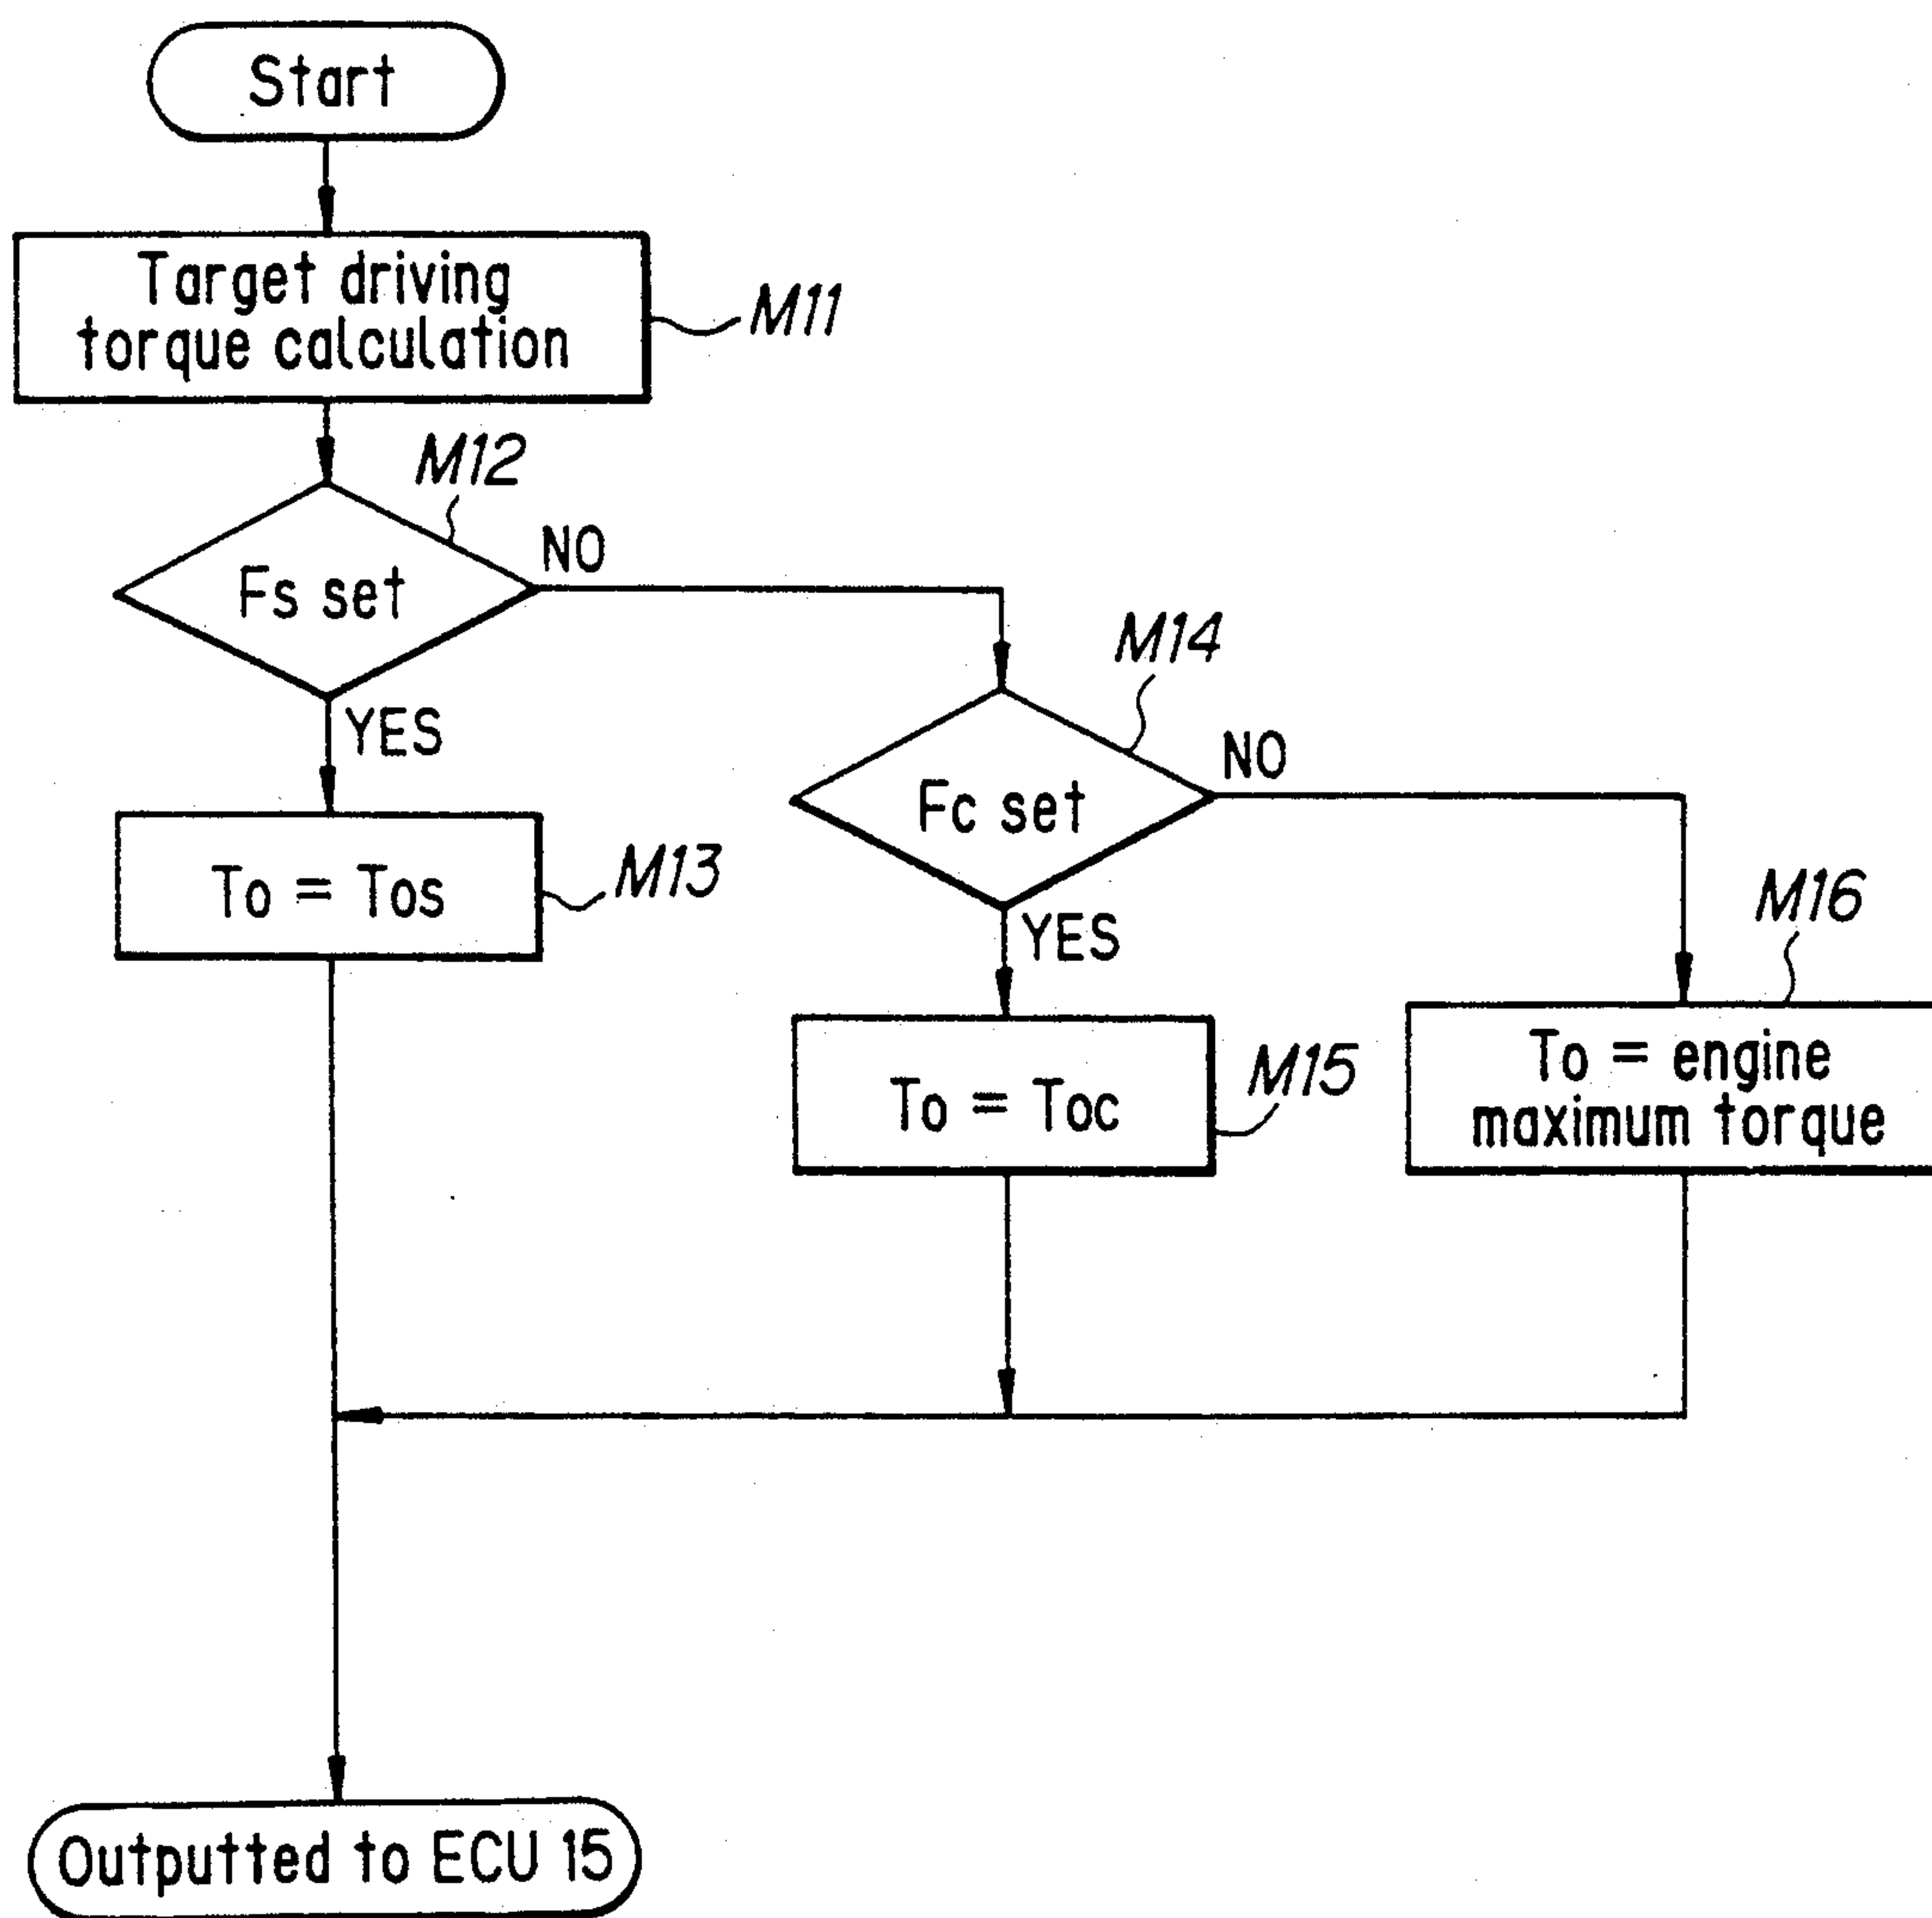 Start
Target driving
torque calculation
M11
M12
Fs set
NO
YES
M14
Fc set
NO
YES
To = Tos
M13
M16
To = engine
maximum torque
To = Toc
M15
Outputted to ECU 15